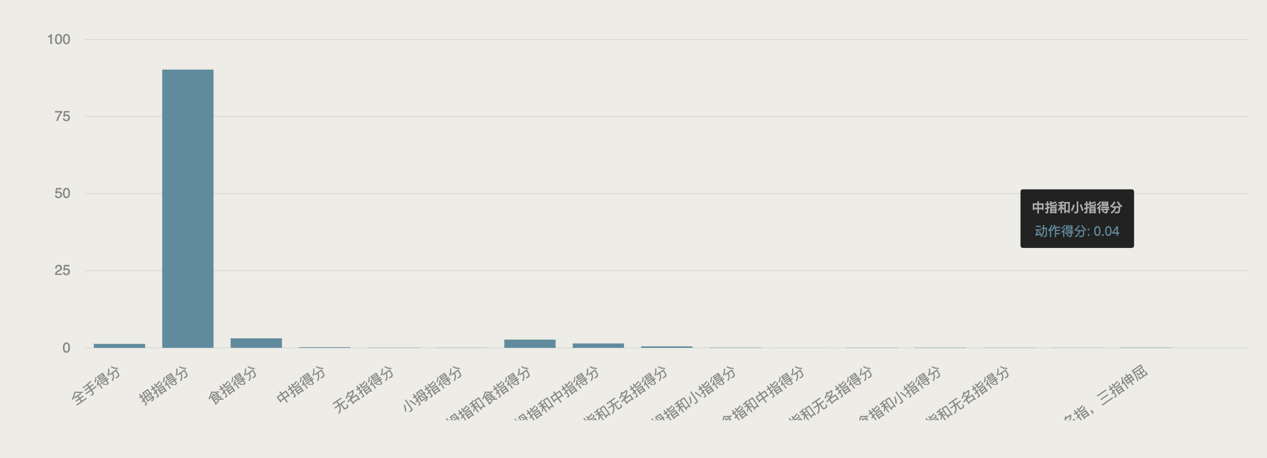 100
75
50
25
0
中指和小指得分
动作得分: 0.04
全手得分
拇指得分
食指得分
中指得分
无名指得分
小拇指得分
拇指和食指得分
拇指和中指得分
指和无名指得分
拇指和小指得分
食指和中指得分
指和无名指得分
食指和小指得分
指和无名指得分
名指，三指伸屈